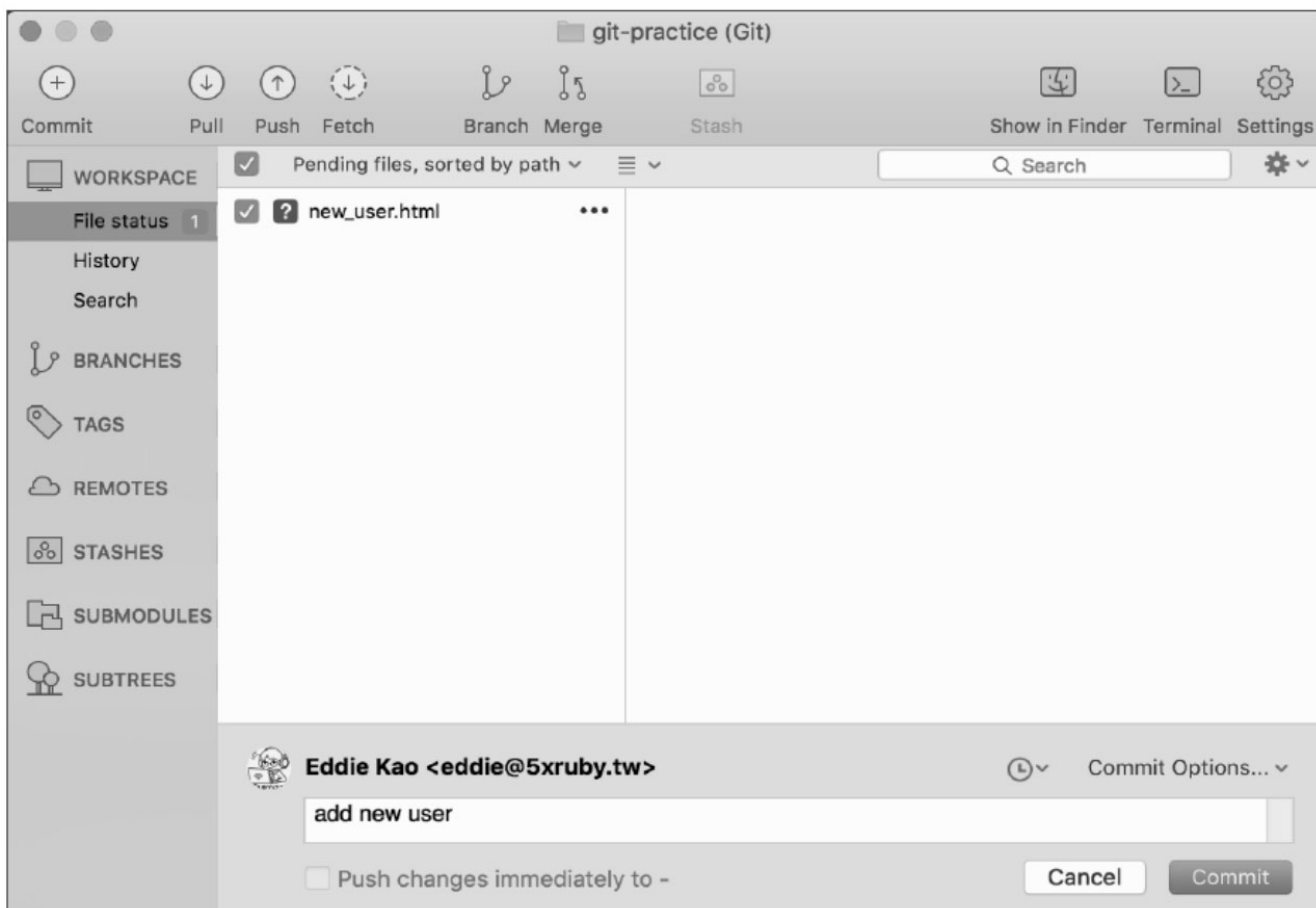 git-practice (Git)
Commit Pull Push Fetch Branch Merge Stash Show in Finder Terminal Settings
WORKSPACE
Pending files, sorted by path
Search
File status 1
? new_user.html •••
History
Search
BRANCHES
TAGS
REMOTES
STASHES
SUBMODULES
SUBTREES
Eddie Kao <eddie@5xruby.tw>
Commit Options...
add new user
Push changes immediately to -
Cancel
Commit